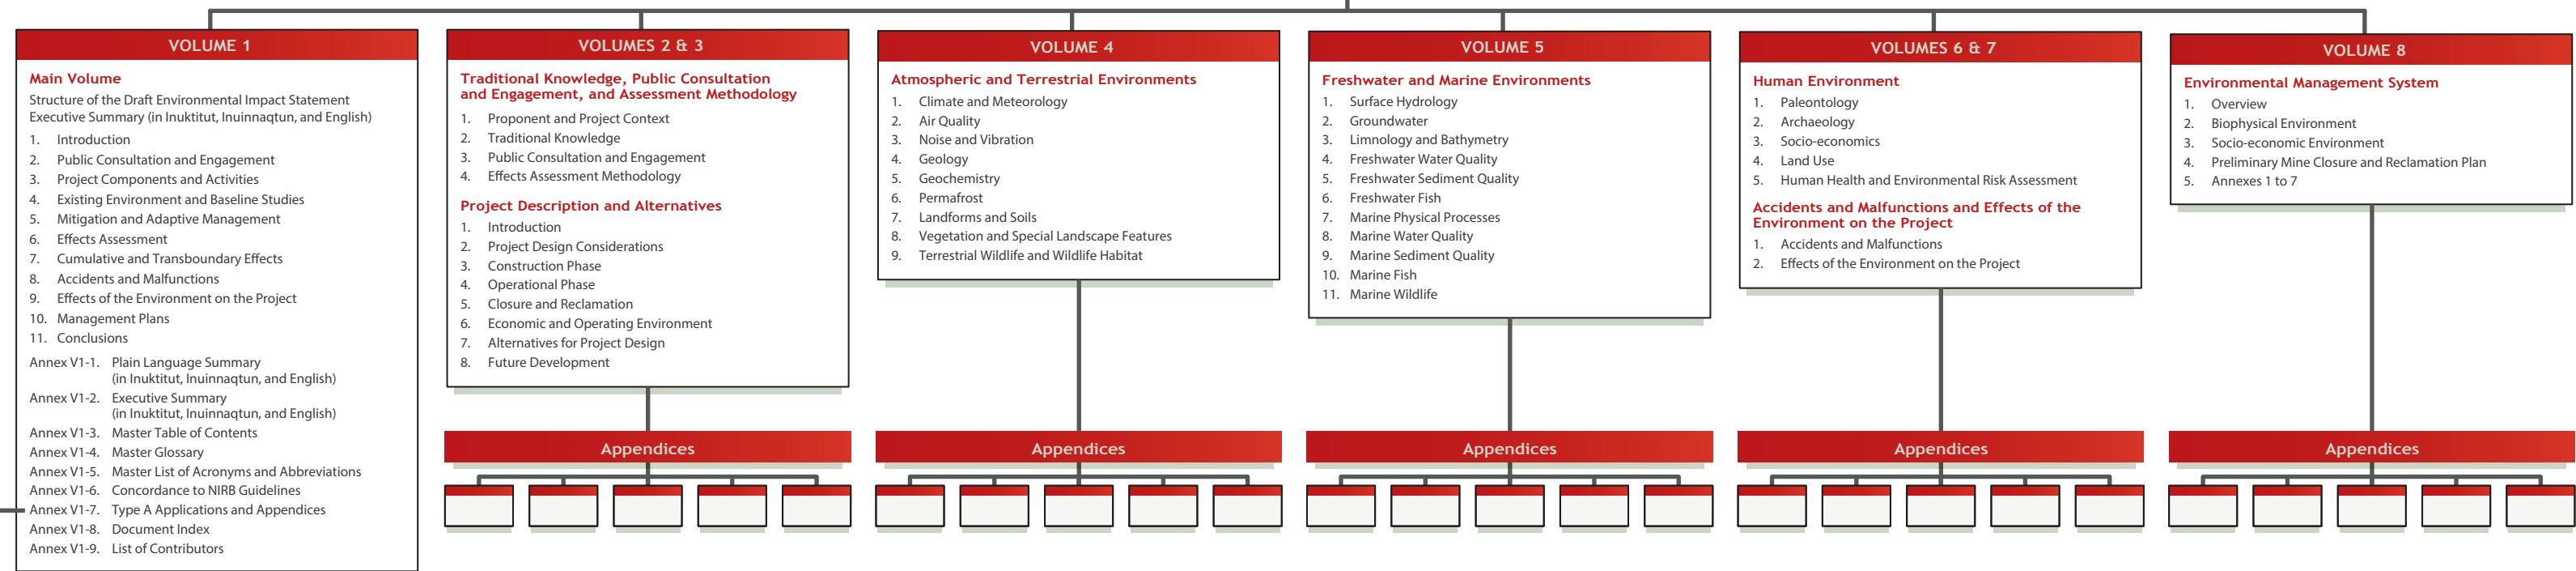 VOLUME 1
Main Volume
Structure of the Draft Environmental Impact Statement
Executive Summary (in Inuktitut, Inuinnaqtun, and English)
1. Introduction
2. Public Consultation and Engagement
3. Project Components and Activities
4. Existing Environment and Baseline Studies
5. Mitigation and Adaptive Management
6. Effects Assessment
7. Cumulative and Transboundary Effects
8. Accidents and Malfunctions
9. Effects of the Environment on the Project
10. Management Plans
11. Conclusions
Annex V1-1. Plain Language Summary
(in Inuktitut, Inuinnaqtun, and English)
Annex V1-2. Executive Summary
(in Inuktitut, Inuinnaqtun, and English)
Annex V1-3. Master Table of Contents
Annex V1-4. Master Glossary
Annex V1-5. Master List of Acronyms and Abbreviations
Annex V1-6. Concordance to NIRB Guidelines
Annex V1-7. Type A Applications and Appendices
Annex V1-8. Document Index
Annex V1-9. List of Contributors
VOLUMES 2 & 3
Traditional Knowledge, Public Consultation
and Engagement, and Assessment Methodology
1. Proponent and Project Context
2. Traditional Knowledge
3. Public Consultation and Engagement
4. Effects Assessment Methodology
Project Description and Alternatives
1. Introduction
2. Project Design Considerations
3. Construction Phase
4. Operational Phase
5. Closure and Reclamation
6. Economic and Operating Environment
7. Alternatives for Project Design
8. Future Development
Appendices
VOLUME 4
Atmospheric and Terrestrial Environments
1. Climate and Meteorology
2. Air Quality
3. Noise and Vibration
4. Geology
5. Geochemistry
6. Permafrost
7. Landforms and Soils
8. Vegetation and Special Landscape Features
9. Terrestrial Wildlife and Wildlife Habitat
Appendices
VOLUME 5
Freshwater and Marine Environments
1. Surface Hydrology
2. Groundwater
3. Limnology and Bathymetry
4. Freshwater Water Quality
5. Freshwater Sediment Quality
6. Freshwater Fish
7. Marine Physical Processes
8. Marine Water Quality
9. Marine Sediment Quality
10. Marine Fish
11. Marine Wildlife
Appendices
VOLUMES 6 & 7
Human Environment
1. Paleontology
2. Archaeology
3. Socio-economics
4. Land Use
5. Human Health and Environmental Risk Assessment
Accidents and Malfunctions and Effects of the
Environment on the Project
1. Accidents and Malfunctions
2. Effects of the Environment on the Project
Appendices
VOLUME 8
Environmental Management System
1. Overview
2. Biophysical Environment
3. Socio-economic Environment
4. Preliminary Mine Closure and Reclamation Plan
5. Annexes 1 to 7
Appendices